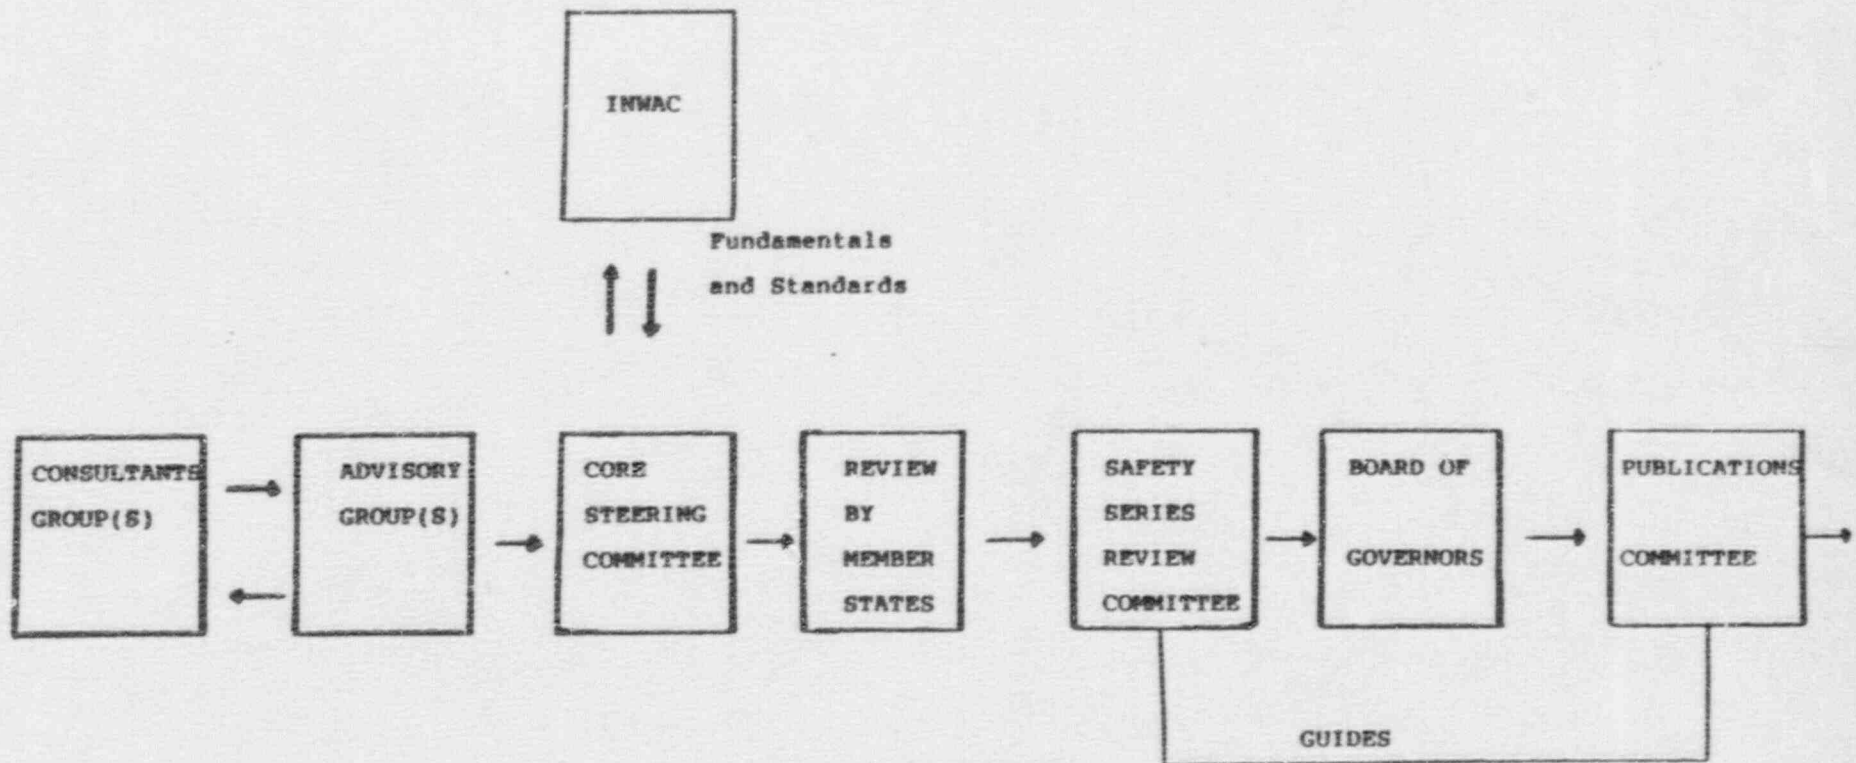 INWAC
Fundamentals
and Standards
CONSULTANTS
GROUP(S)
ADVISORY
GROUP(S)
CORE
STEERING
COMMITTEE
REVIEW
BY
MEMBER
STATES
SAFETY
SERIES
REVIEW
COMMITTEE
BOARD OF
GOVERNORS
PUBLICATIONS
COMMITTEE
GUIDES